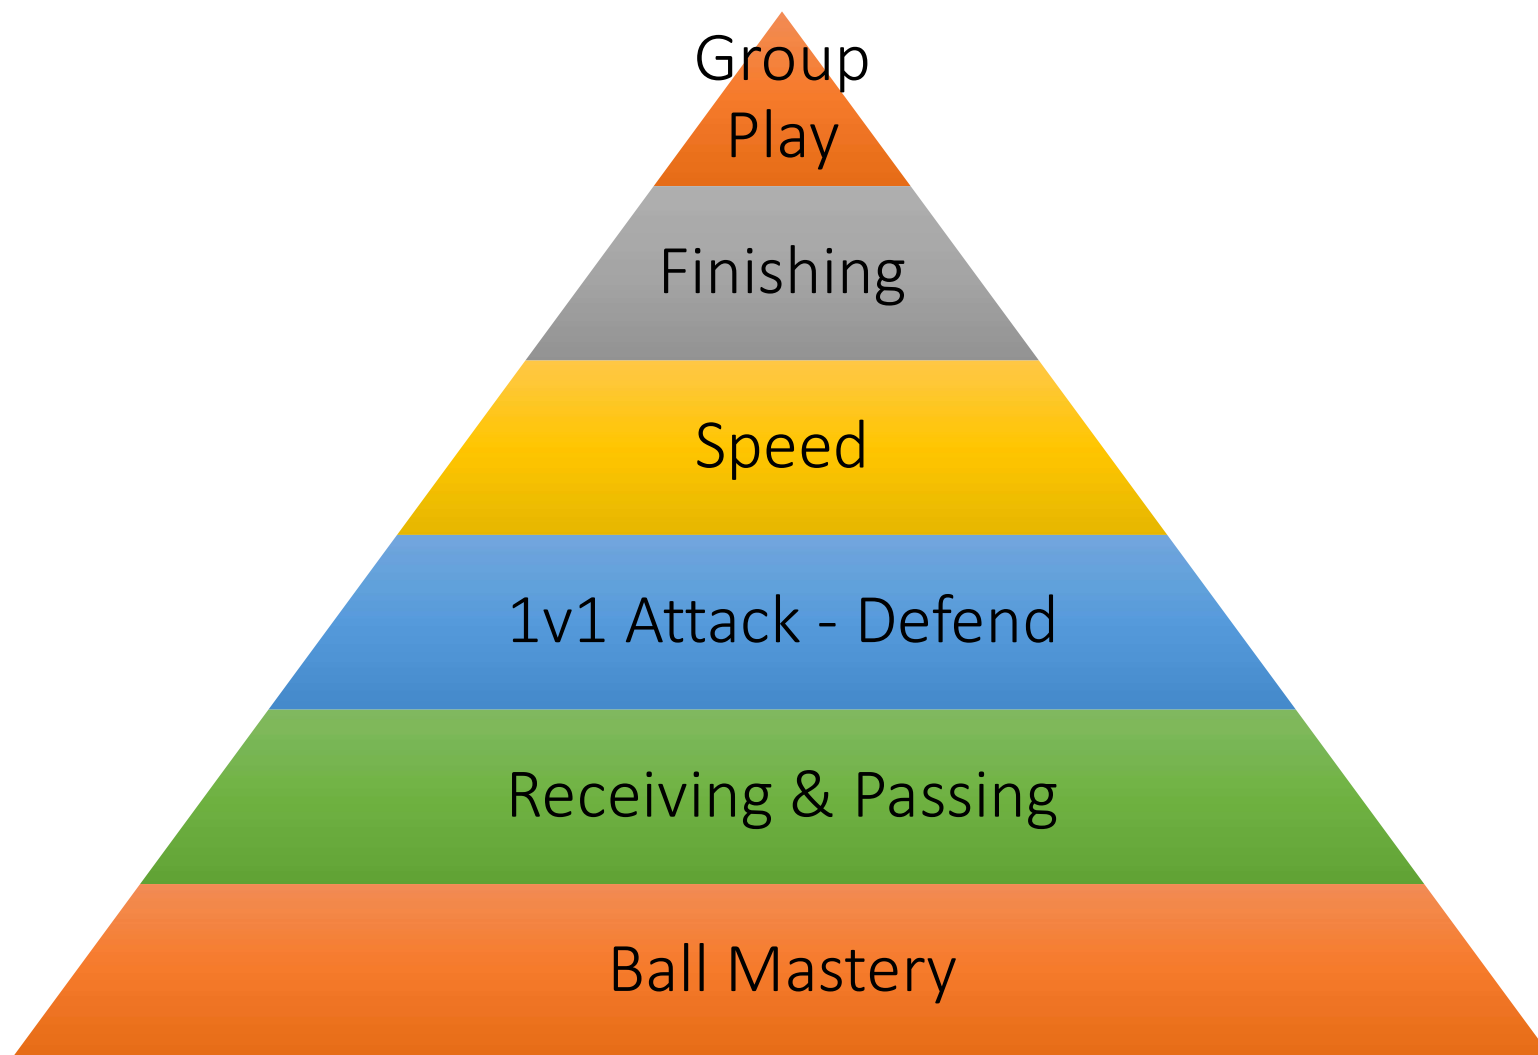 Group
Play
Finishing
Speed
1v1 Attack - Defend
Receiving & Passing
Ball Mastery